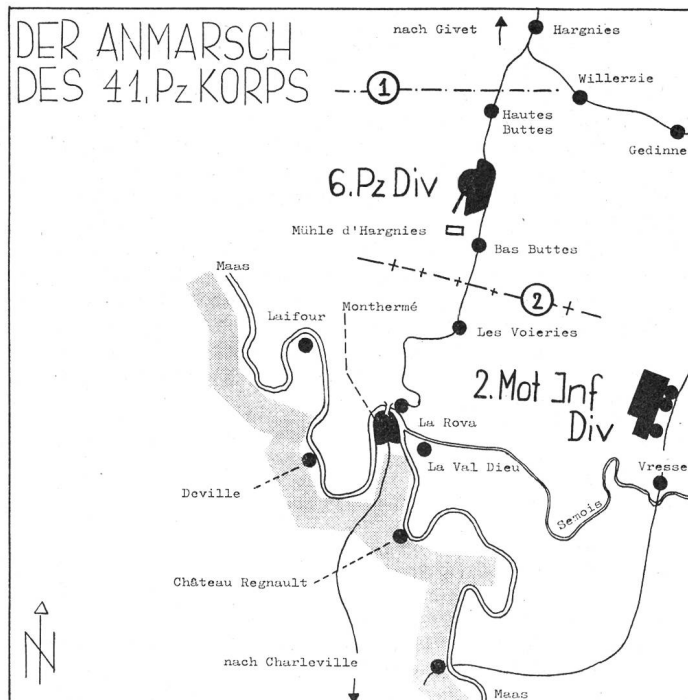 DER ANMARSCH
DES 41.PzKORPS
nach Givet
Hargnies
1
Willerzie
Hautes
Buttes
Gedinne
6.Pz Div
Mühle d'Hargnies
Bas Buttes
Maas
Monthermé
2
Laifour
Les Voieries
2.Mot Inf
Div
La Rova
La Val Dieu
Vresse
Deville
Semois
Château Regnault
N
nach Charleville
Maas